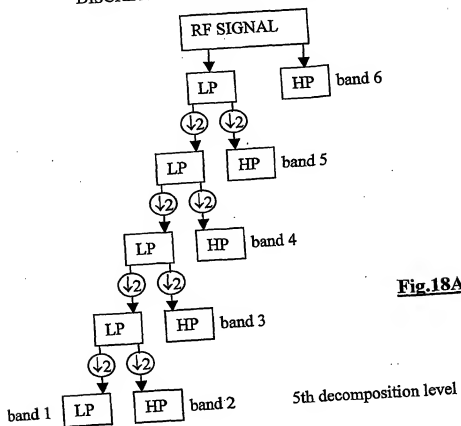 RF SIGNAL
LP HP band 6
↓2 ↓2
LP HP band 5
↓2 ↓2
LP HP band 4
↓2 ↓2
Fig.18A
LP HP band 3
↓2 ↓2
band 1 LP HP band 2 5th decomposition level